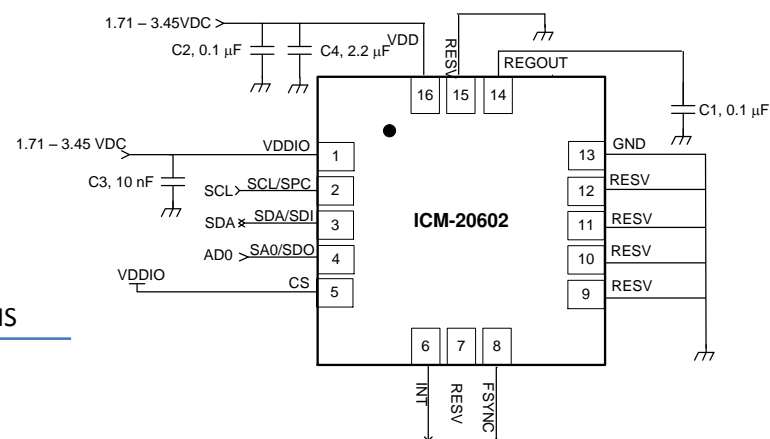 1.71 – 3.45VDC
C2, 0.1 µF
C4, 2.2 µF
VDD
RESV
REGOUT
C1, 0.1 µF
16
15
14
1.71 – 3.45 VDC
VDDIO
1
C3, 10 nF
SCL
SCL/SPC
2
SDA
SDA/SDI
3
AD0
SA0/SDO
4
VDDIO
CS
5
ICM-20602
13
GND
12
RESV
11
RESV
10
RESV
9
RESV
6
7
8
INT
RESV
FSYNC